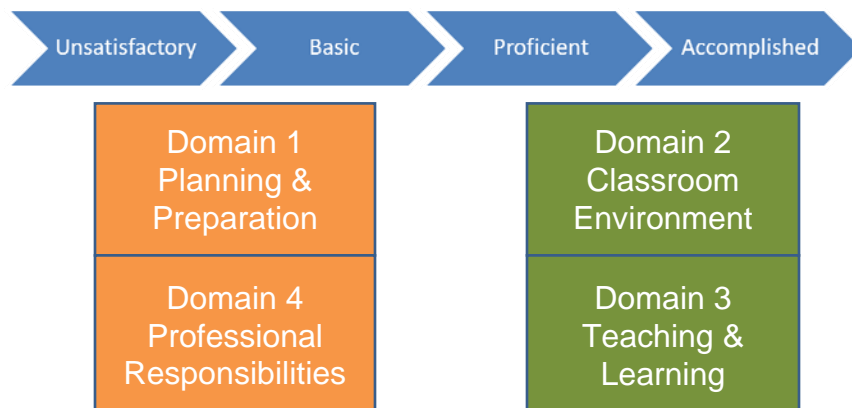 Unsatisfactory Basic Proficient Accomplished
Domain 1
Planning &
Preparation
Domain 2
Classroom
Environment
Domain 4
Professional
Responsibilities
Domain 3
Teaching &
Learning